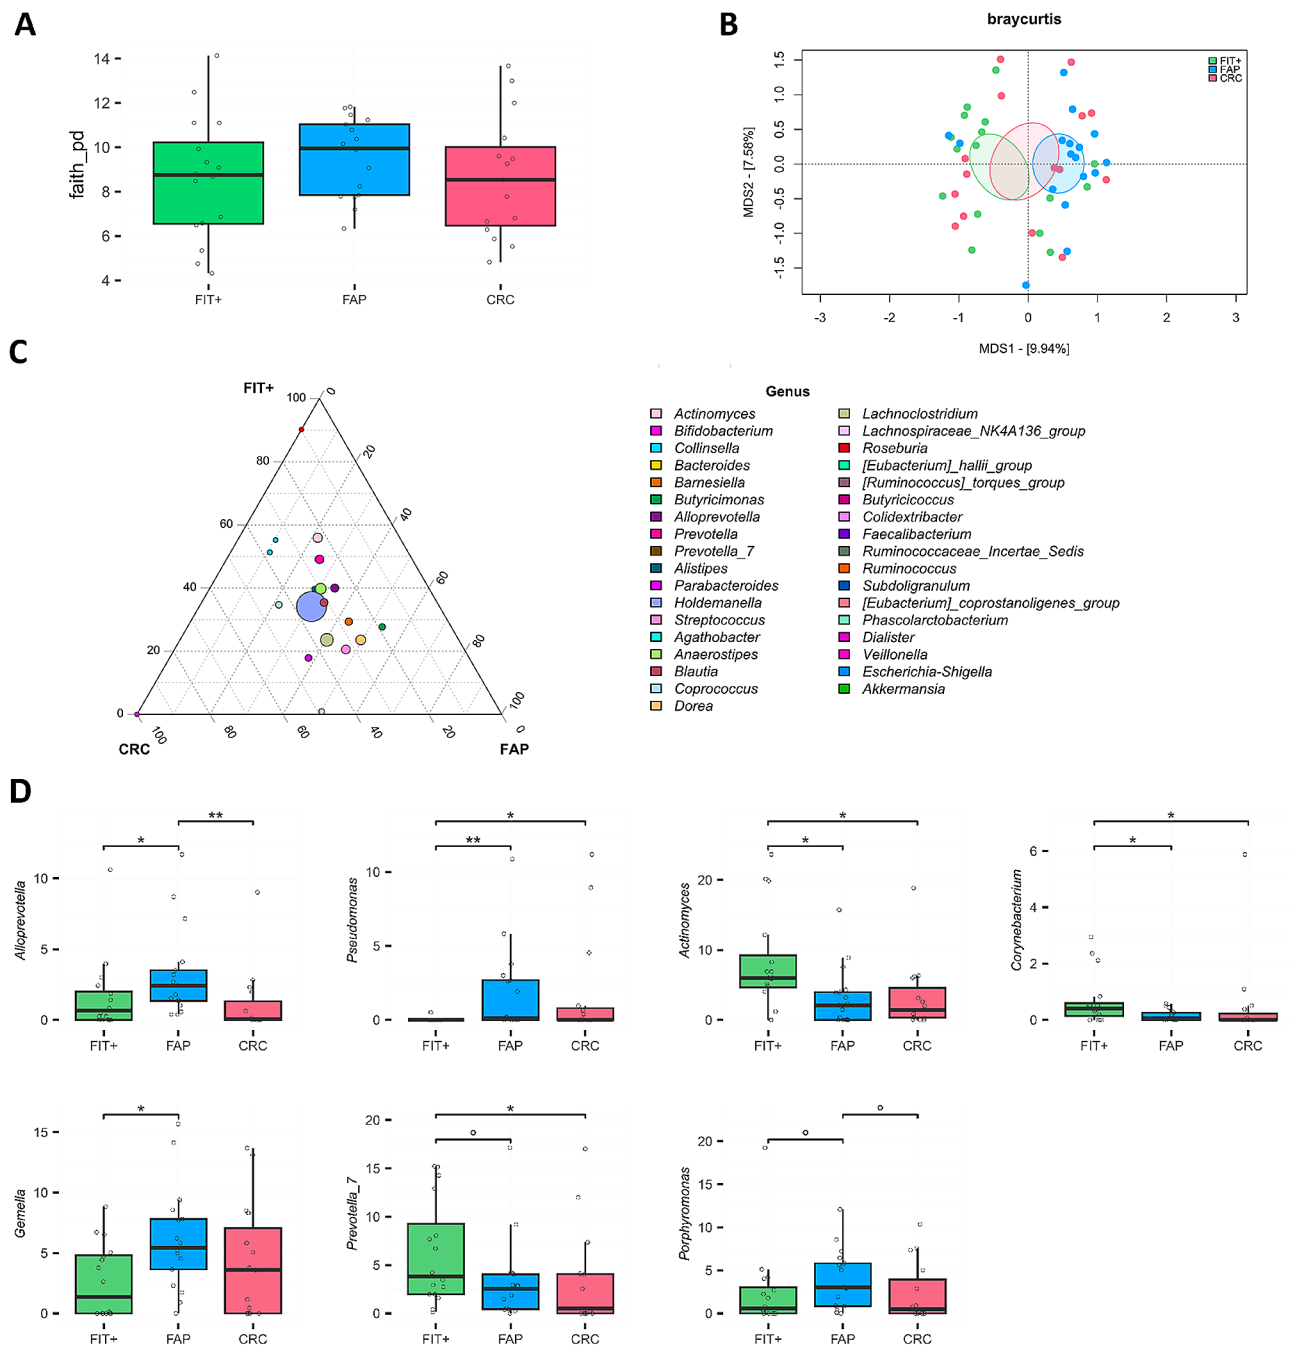 A
faith_pd
14
12
10
8
6
4
FIT+ FAP CRC
B
braycurtis
MDS2 - [7.58%]
1.5
1.0
0.5
0.0
-0.5
-1.0
-1.5
FIT+
FAP
CRC
-3 -2 -1 0 1 2 3
MDS1 - [9.94%]
C
FIT+
100 0
80 20
60 40
40 60
20 80
0 100
100 80 60 40 20 0
CRC FAP
Genus
Actinomyces
Bifidobacterium
Collinsella
Bacteroides
Barnesiella
Butyricimonas
Alloprevotella
Prevotella
Prevotella_7
Alistipes
Parabacteroides
Holdemanella
Streptococcus
Agathobacter
Anaerostipes
Blautia
Coprococcus
Dorea
Lachnoclostridium
Lachnospiraceae_NK4A136_group
Roseburia
[Eubacterium]_hallii_group
[Ruminococcus]_torques_group
Butyricicoccus
Colidextribacter
Faecalibacterium
Ruminococcaceae_Incertae_Sedis
Ruminococcus
Subdoligranulum
[Eubacterium]_coprostanoligenes_group
Phascolarctobacterium
Dialister
Veillonella
Escherichia-Shigella
Akkermansia
D
Alloprevotella
10
5
0
* **
FIT+ FAP CRC
Pseudomonas
10
5
0
*
**
FIT+ FAP CRC
Actinomyces
20
10
0
*
*
FIT+ FAP CRC
Corynebacterium
6
4
2
0
*
*
FIT+ FAP CRC
Gemella
15
10
5
0
*
FIT+ FAP CRC
Prevotella_7
20
15
10
5
0
*
°
FIT+ FAP CRC
Porphyromonas
20
15
10
5
0
°
°
FIT+ FAP CRC